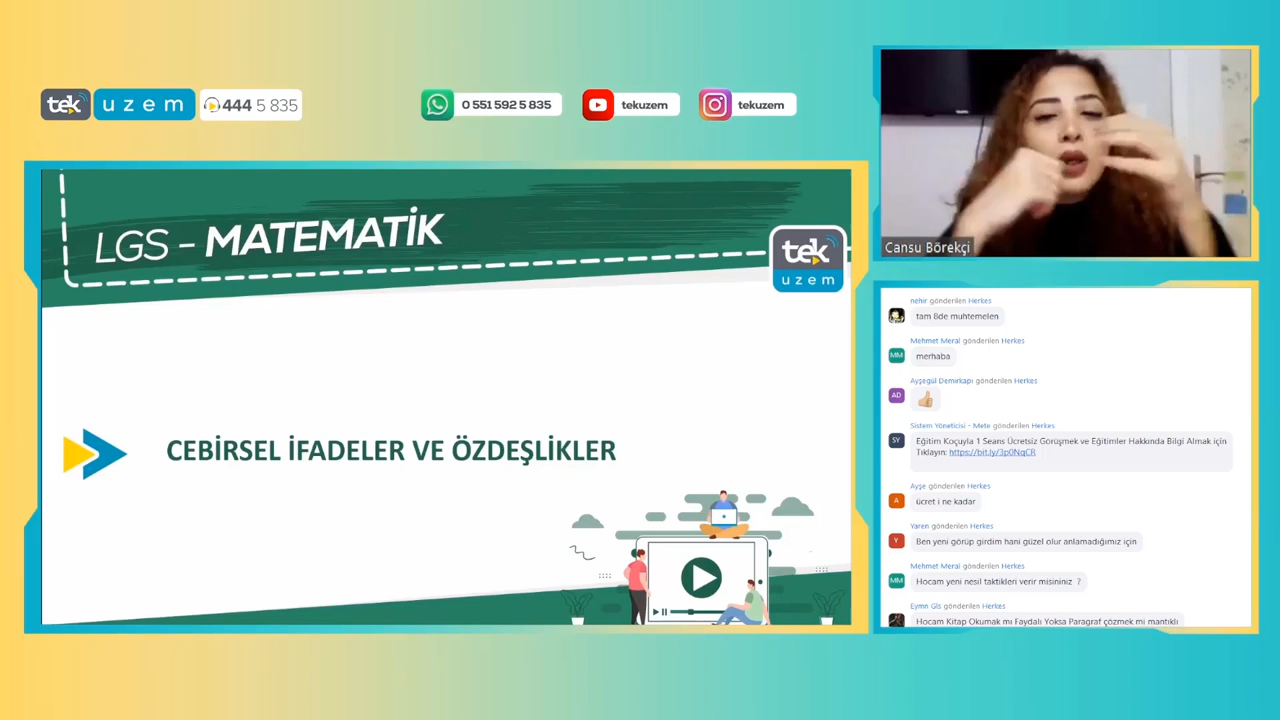 tek uzem 444 5 835
0 551 592 5 835
tekuzem
tekuzem
LGS - MATEMATİK
tek
uzem
CEBİRSEL İFADELER VE ÖZDEŞLİKLER
Cansu Börekçi
nehir gönderilen Herkes
tam 8de muhtemelen
Mehmet Meral gönderilen Herkes
MM
merhaba
Ayşegül Demirkapı gönderilen Herkes
AD
Sistem Yöneticisi - Mete gönderilen Herkes
SY
Eğitim Koçuyla 1 Seans Ücretsiz Görüşmek ve Eğitimler Hakkında Bilgi Almak için
Tıklayın: https://bit.ly/3p0NqCR
Ayşe gönderilen Herkes
A
ücret i ne kadar
Yaren gönderilen Herkes
Y
Ben yeni görüp girdim hani güzel olur anlamadığımız için
Mehmet Meral gönderilen Herkes
MM
Hocam yeni nesil taktikleri verir misininiz ?
Eymn Gls gönderilen Herkes
Hocam Kitap Okumak mı Faydalı Yoksa Paragraf çözmek mi mantıklı